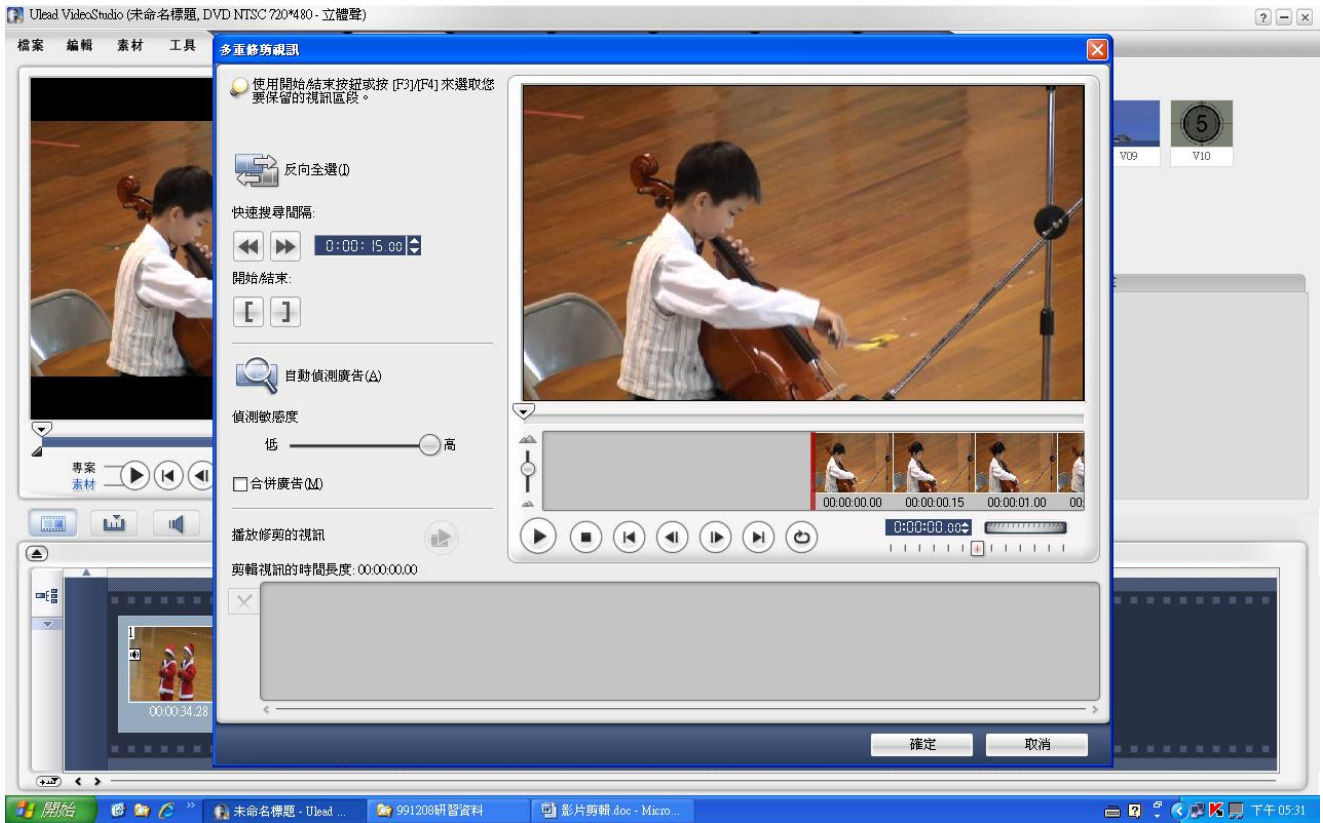 Ulead VideoStudio (未命名標題, DVD NTSC 720*480 - 立體聲)
檔案 編輯 素材 工具
多重修剪視訊
使用開始/結束按鈕或按 [F3]/[F4] 來選取您
要保留的視訊區段。
反向全選(I)
快速搜尋間隔:
0:00:15.00
開始/結束:
[ ]
自動偵測廣告(A)
偵測敏感度
低 高
合併廣告(M)
播放修剪的視訊
剪輯視訊的時間長度: 00:00:00.00
00:00:00.00 00:00:00.15 00:00:01.00 00:
0:00:00.00
5
V09 V10
專案
素材
1
00:00:34.28
確定 取消
開始
未命名標題 - Ulead ...
991208研習資料
影片剪輯.doc - Micro...
下午 05:31